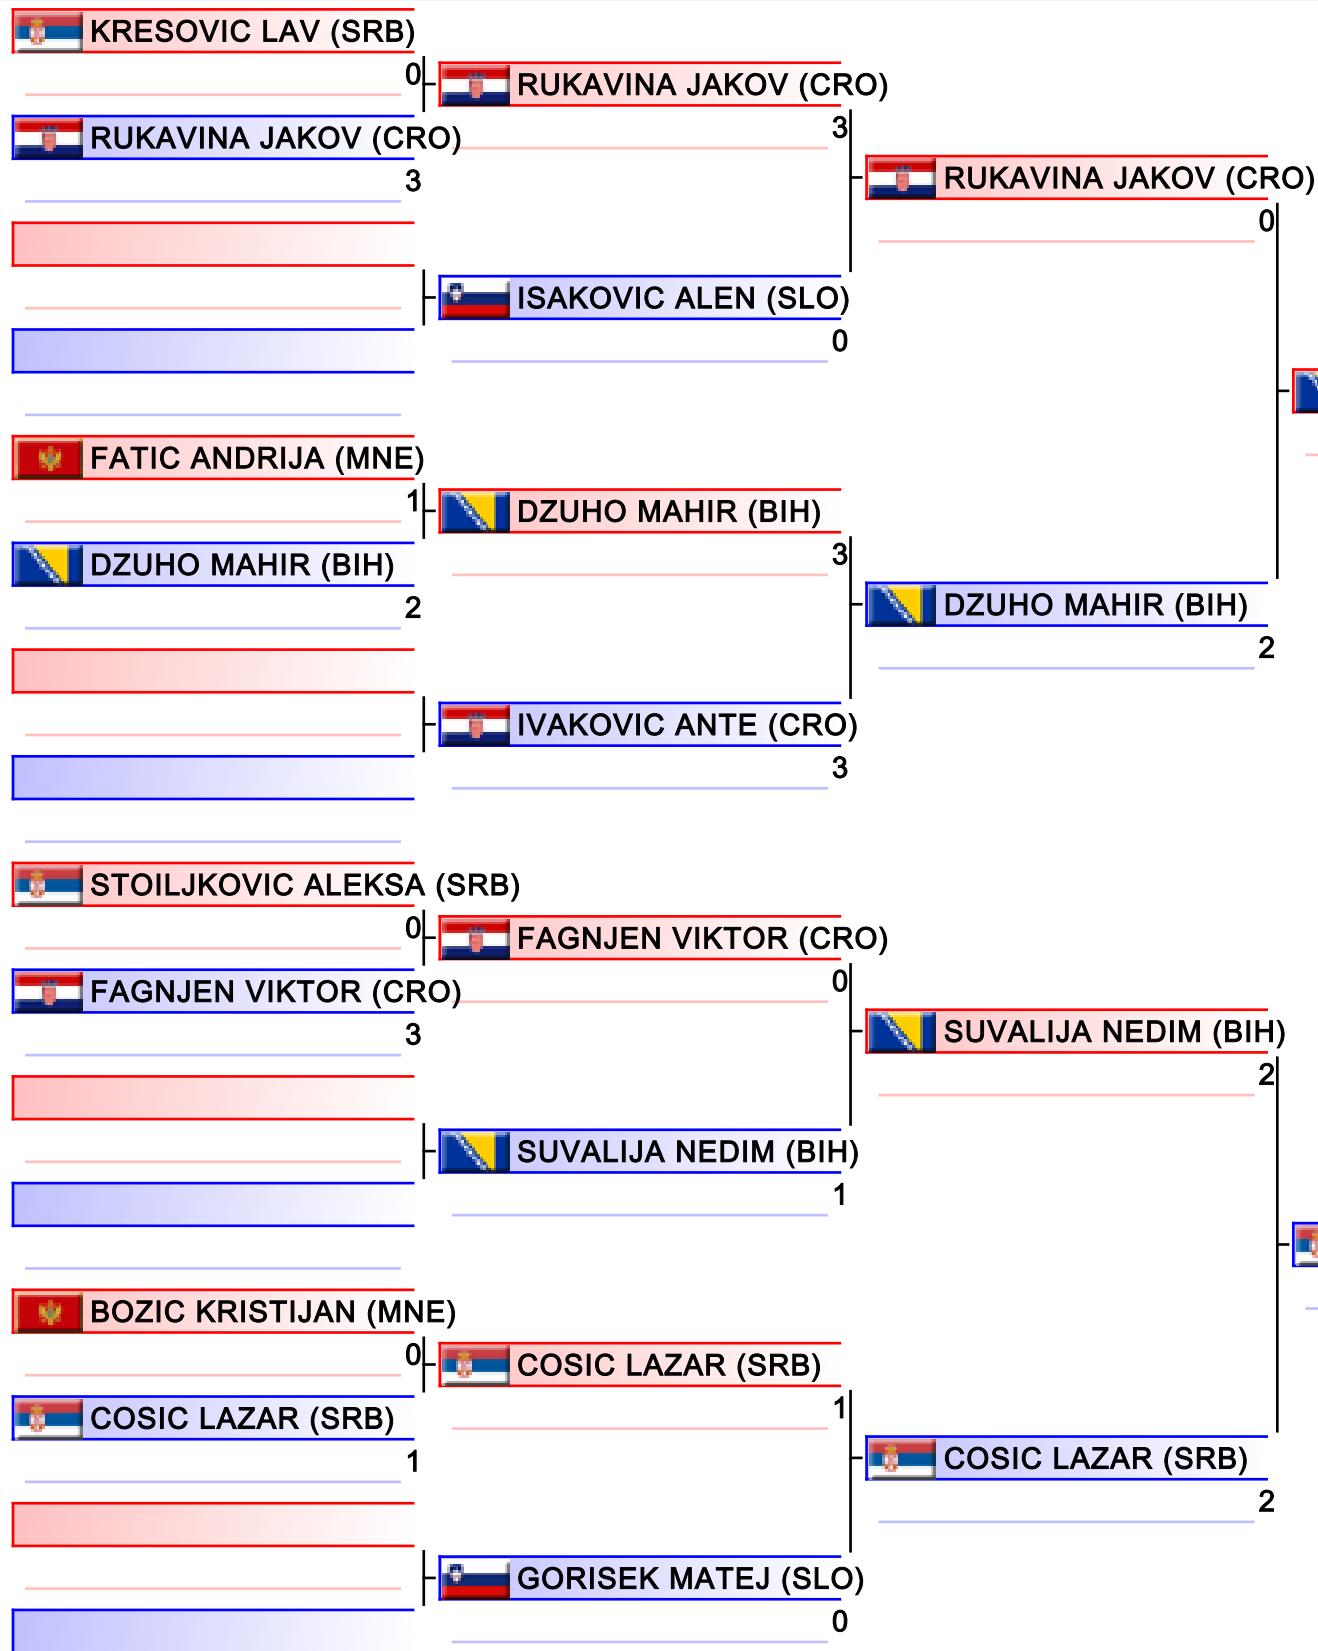 KRESOVIC LAV (SRB)
0
RUKAVINA JAKOV (CRO)
3
FATIC ANDRIJA (MNE)
1
DZUHO MAHIR (BIH)
2
STOILJKOVIC ALEKSA (SRB)
0
FAGNJEN VIKTOR (CRO)
3
BOZIC KRISTIJAN (MNE)
0
COSIC LAZAR (SRB)
1
RUKAVINA JAKOV (CRO)
3
ISAKOVIC ALEN (SLO)
0
DZUHO MAHIR (BIH)
3
IVAKOVIC ANTE (CRO)
3
FAGNJEN VIKTOR (CRO)
0
SUVALIJA NEDIM (BIH)
1
COSIC LAZAR (SRB)
1
GORISEK MATEJ (SLO)
0
RUKAVINA JAKOV (CRO)
0
DZUHO MAHIR (BIH)
2
SUVALIJA NEDIM (BIH)
2
COSIC LAZAR (SRB)
2